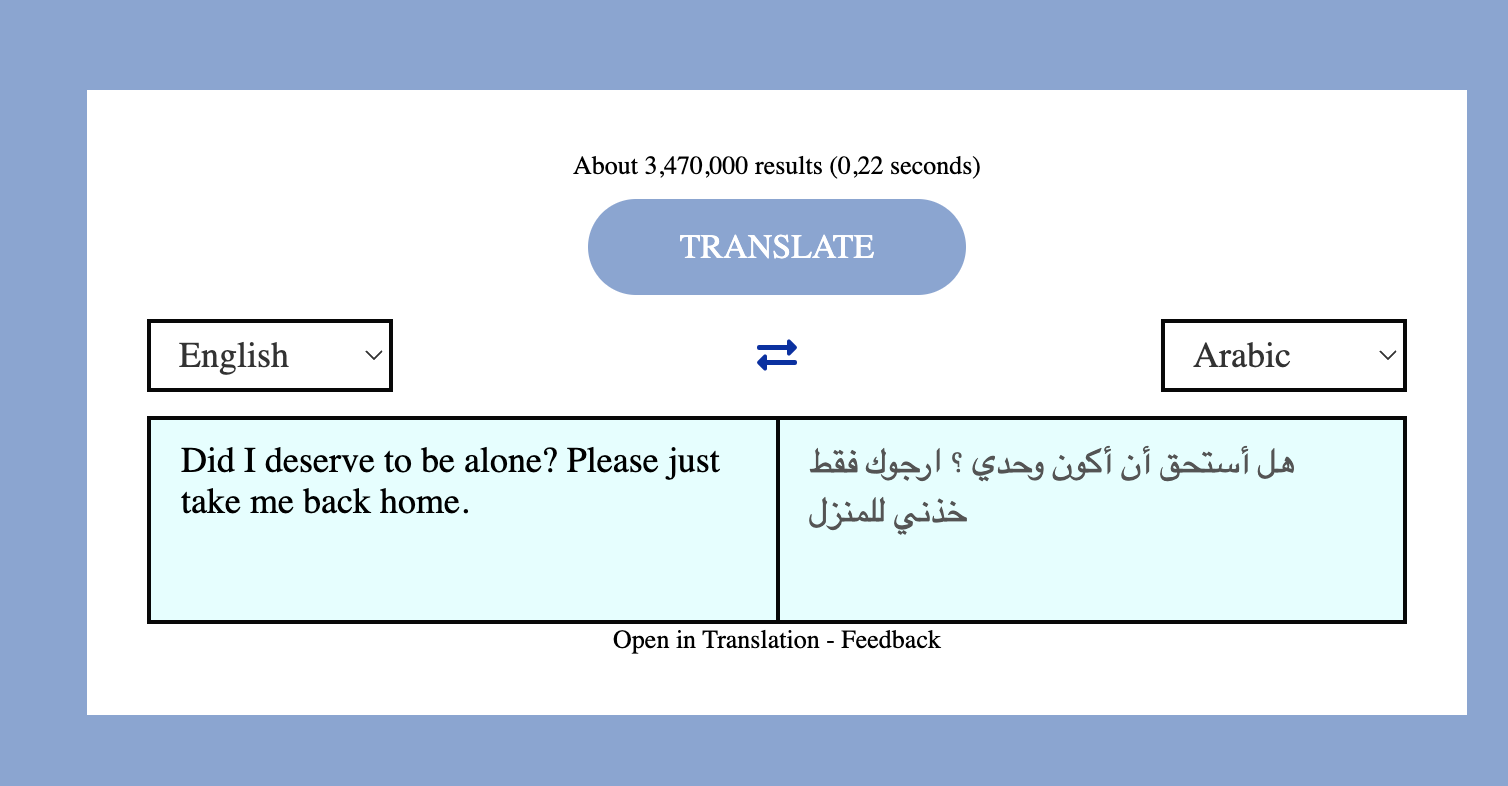 About 3,470,000 results (0,22 seconds)
TRANSLATE
English
Arabic
Did I deserve to be alone? Please just
take me back home.
هل أستحق أن أكون وحدي ؟ ارجوك فقط
خذني للمنزل
Open in Translation - Feedback